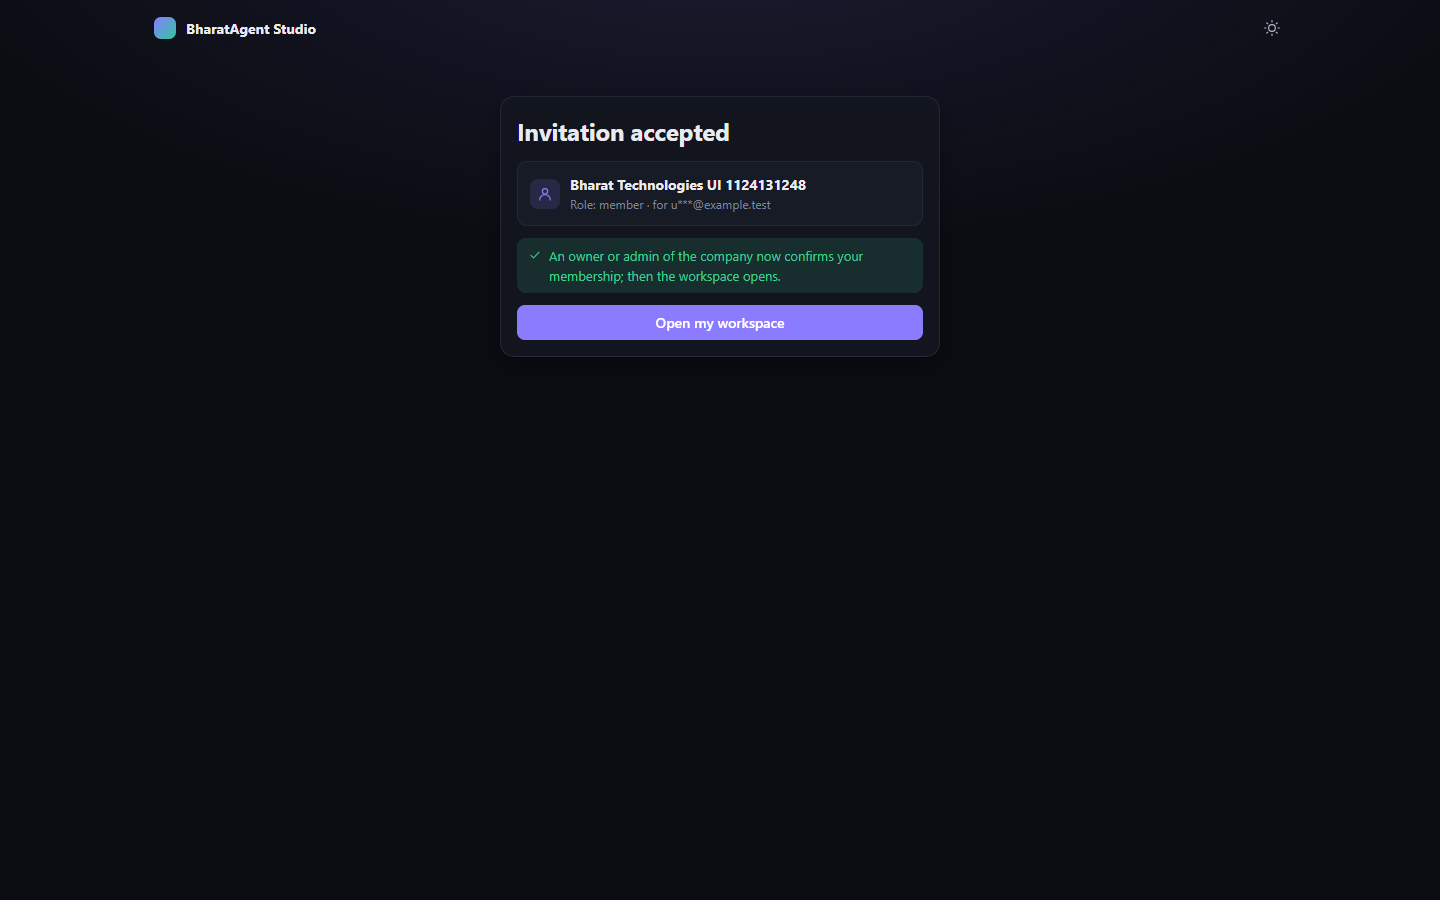 BharatAgent Studio
Invitation accepted
Bharat Technologies UI 1124131248
Role: member · for u***@example.test
An owner or admin of the company now confirms your
membership; then the workspace opens.
Open my workspace